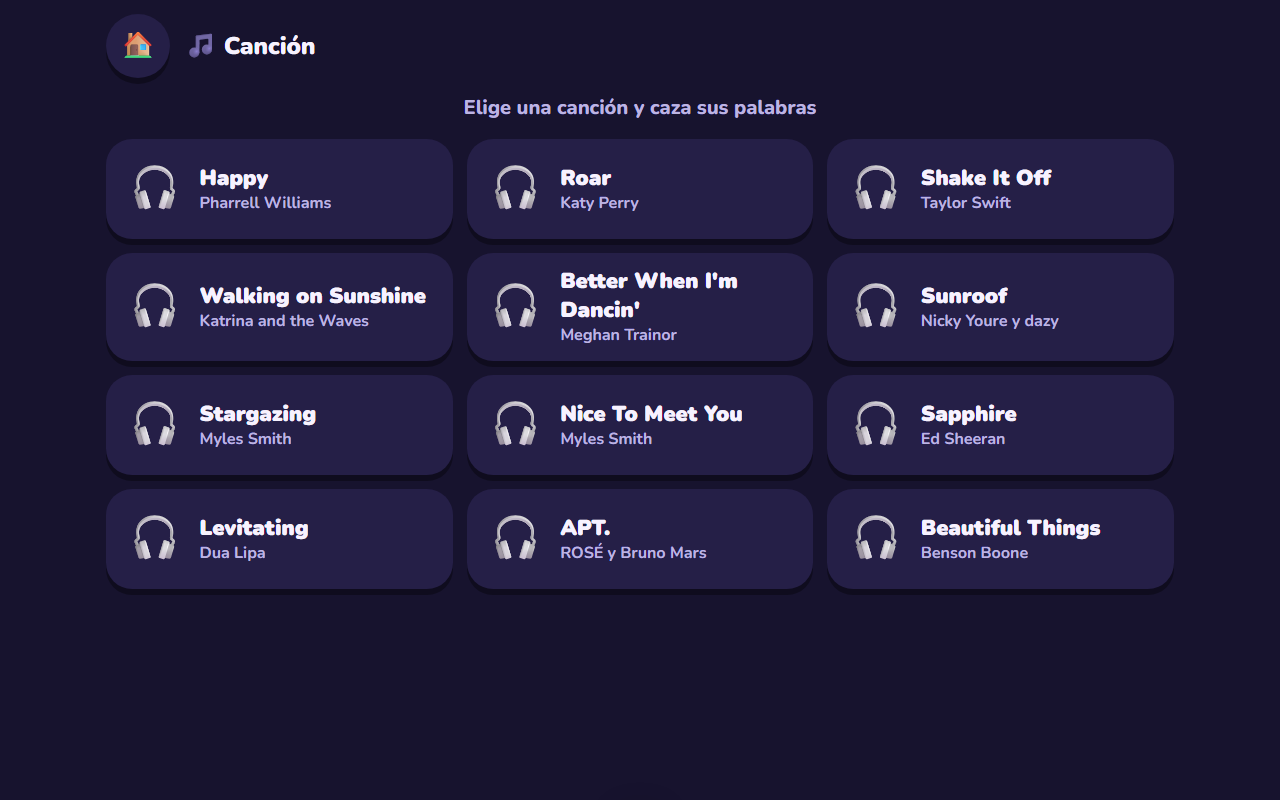 Canción
Elige una canción y caza sus palabras
Happy
Pharrell Williams
Roar
Katy Perry
Shake It Off
Taylor Swift
Walking on Sunshine
Katrina and the Waves
Better When I'm
Dancin'
Meghan Trainor
Sunroof
Nicky Youre y dazy
Stargazing
Myles Smith
Nice To Meet You
Myles Smith
Sapphire
Ed Sheeran
Levitating
Dua Lipa
APT.
ROSÉ y Bruno Mars
Beautiful Things
Benson Boone